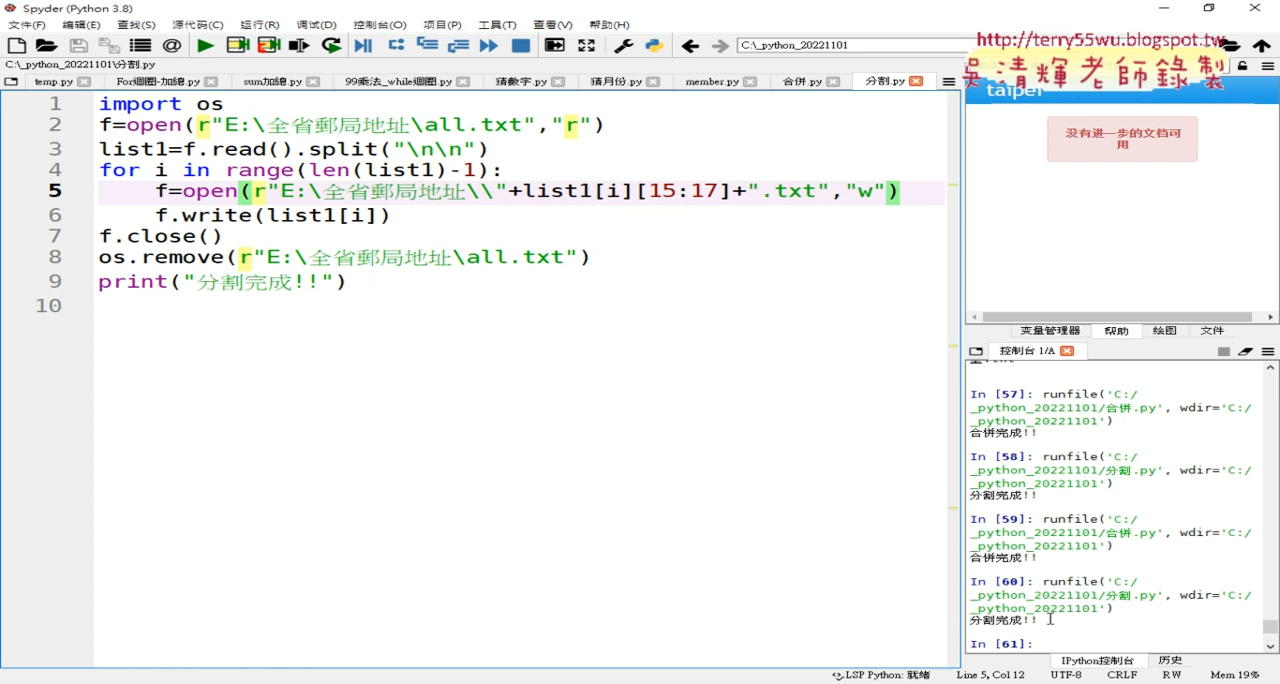 Spyder (Python 3.8)
文件(F) 编辑(E) 查找(S) 源代码(C) 运行(R) 调试(D) 控制台(O) 项目(P) 工具(T) 查看(V) 帮助(H)
C:\_python_20221101
http://terry55wu.blogspot.tw
吳清輝老師錄製
C:\_python_20221101\分割.py
temp.py For迴圈-加總.py sum加總.py 99乘法_while迴圈.py 猜數字.py 猜月份.py member.py 合併.py 分割.py
1 import os
2 f=open(r"E:\全省郵局地址\all.txt","r")
3 list1=f.read().split("\n\n")
4 for i in range(len(list1)-1):
5 f=open(r"E:\全省郵局地址\\"+list1[i][15:17]+".txt","w")
6 f.write(list1[i])
7 f.close()
8 os.remove(r"E:\全省郵局地址\all.txt")
9 print("分割完成!!")
10
taipei
没有进一步的文档可
用
变量管理器 帮助 绘图 文件
控制台 1/A
In [57]: runfile('C:/
_python_20221101/合併.py', wdir='C:/
_python_20221101')
合併完成!!
In [58]: runfile('C:/
_python_20221101/分割.py', wdir='C:/
_python_20221101')
分割完成!!
In [59]: runfile('C:/
_python_20221101/合併.py', wdir='C:/
_python_20221101')
合併完成!!
In [60]: runfile('C:/
_python_20221101/分割.py', wdir='C:/
_python_20221101')
分割完成!!
In [61]:
IPython控制台 历史
LSP Python: 就绪 Line 5, Col 12 UTF-8 CRLF RW Mem 19%